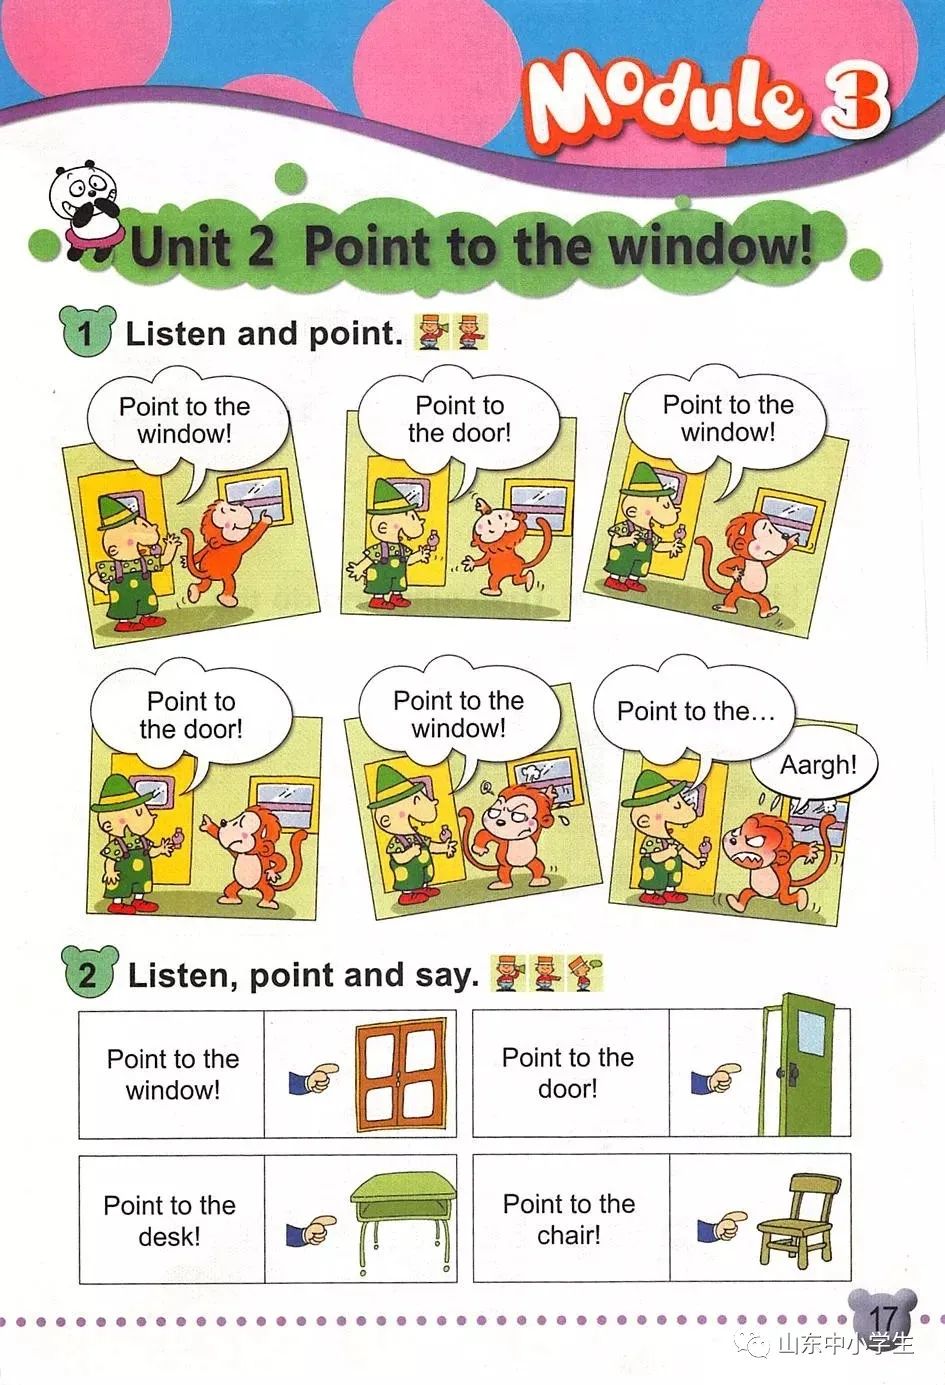 Module 3
Unit 2 Point to the window!
1 Listen and point.
Point to the
window!
Point to
the door!
Point to the
window!
Point to
the door!
Point to the
window!
Point to the...
Aargh!
2 Listen, point and say.
Point to the
window!
Point to the
door!
Point to the
desk!
Point to the
chair!
17
山东中小学生